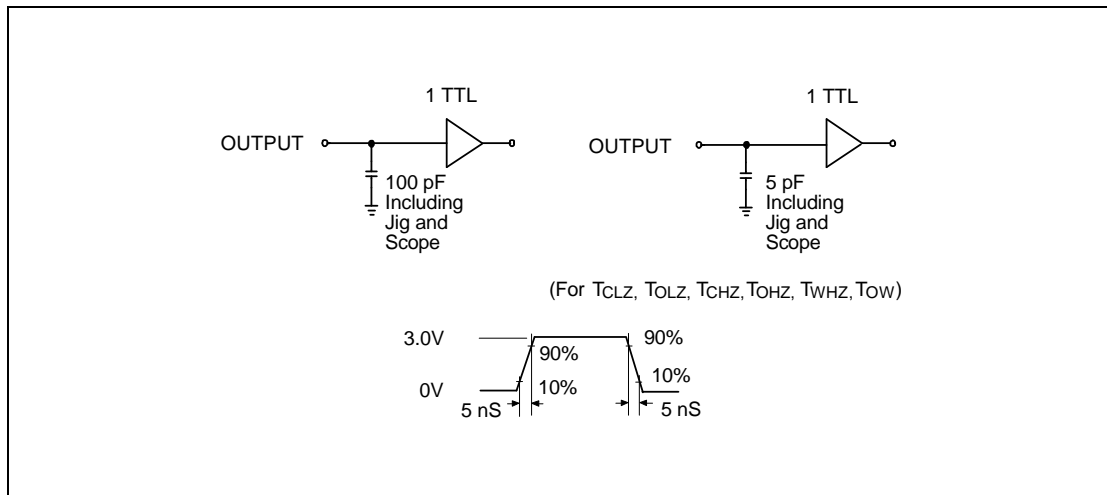 1 TTL
OUTPUT
100 pF
Including
Jig and
Scope
1 TTL
OUTPUT
5 pF
Including
Jig and
Scope
(For TCLZ, TOLZ, TCHZ,TOHZ, TWHZ,TOW)
3.0V
90%
90%
0V
10%
10%
5 nS
5 nS